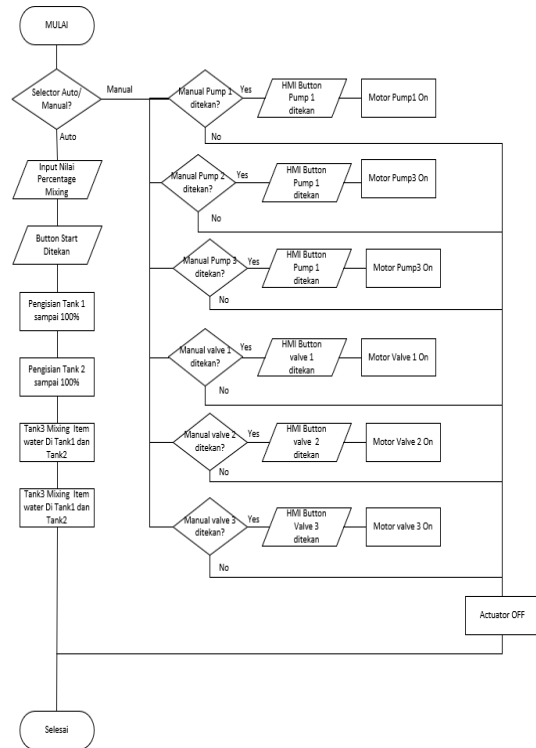 MULAI
Selector Auto/
Manual?
Manual
Auto
Input Nilai
Percentage
Mixing
Button Start
Ditekan
Pengisian Tank 1
sampai 100%
Pengisian Tank 2
sampai 100%
Tank3 Mixing Item
water Di Tank1 dan
Tank2
Tank3 Mixing Item
water Di Tank1 dan
Tank2
Manual Pump 1
ditekan?
Yes
No
HMI Button
Pump 1
ditekan
Motor Pump1 On
Manual Pump 2
ditekan?
Yes
No
HMI Button
Pump 1
ditekan
Motor Pump3 On
Manual Pump 3
ditekan?
Yes
No
HMI Button
Pump 1
ditekan
Motor Pump3 On
Manual valve 1
ditekan?
Yes
No
HMI Button
valve 1
ditekan
Motor Valve 1 On
Manual valve 2
ditekan?
Yes
No
HMI Button
valve 2
ditekan
Motor Valve 2 On
Manual valve 3
ditekan?
Yes
No
HMI Button
Valve 3
ditekan
Motor valve 3 On
Actuator OFF
Selesai